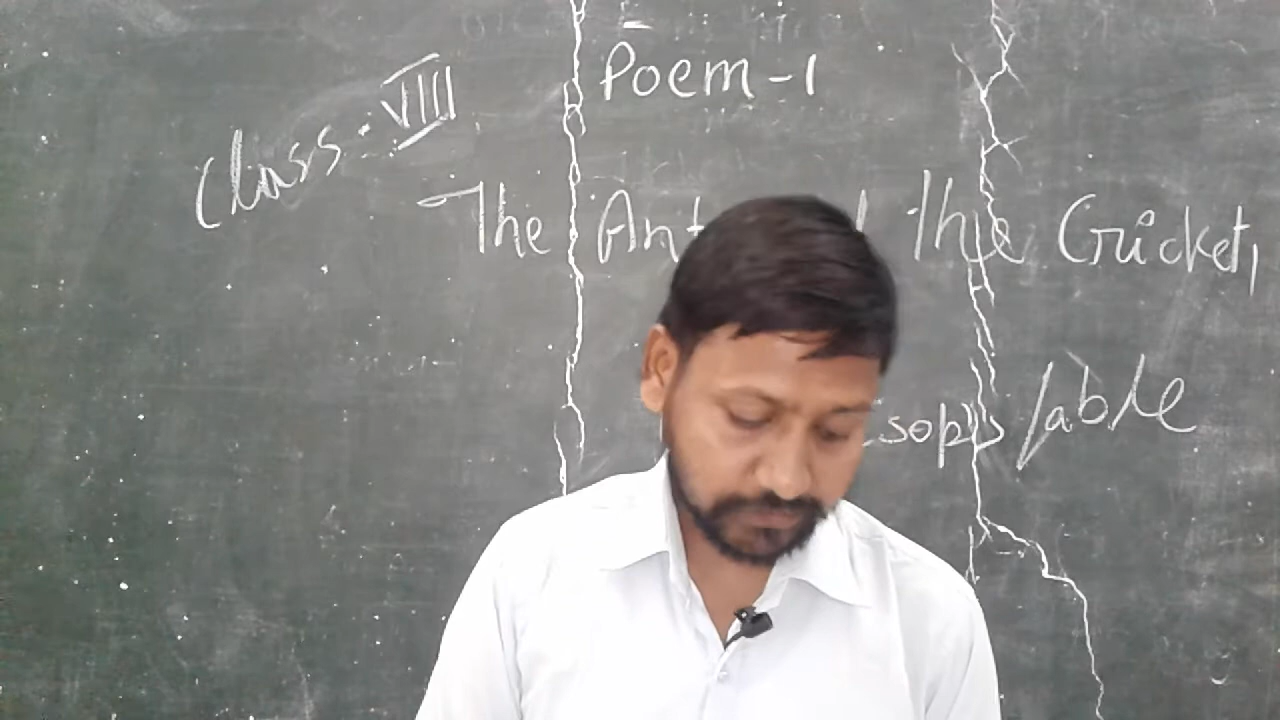 Poem-1
Class-VIII
The Ant the Cricket,
fable